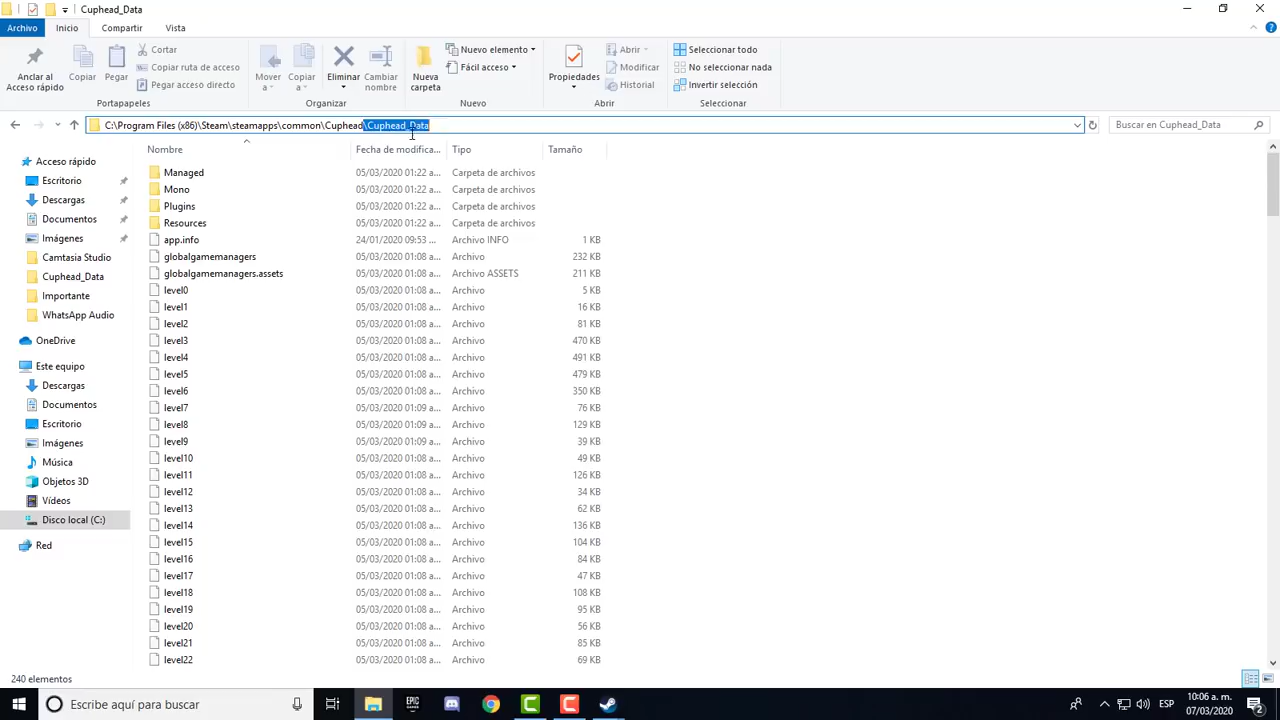 Cuphead_Data
Archivo Inicio Compartir Vista
Anclar al Acceso rápido
Copiar
Pegar
Cortar
Copiar ruta de acceso
Pegar acceso directo
Portapapeles
Mover a
Copiar a
Eliminar
Cambiar nombre
Organizar
Nueva carpeta
Nuevo elemento
Fácil acceso
Nuevo
Propiedades
Abrir
Modificar
Historial
Abrir
Seleccionar todo
No seleccionar nada
Invertir selección
Seleccionar
C:\Program Files (x86)\Steam\steamapps\common\Cuphead\Cuphead_Data
Buscar en Cuphead_Data
Acceso rápido
Escritorio
Descargas
Documentos
Imágenes
Camtasia Studio
Cuphead_Data
Importante
WhatsApp Audio
OneDrive
Este equipo
Descargas
Documentos
Escritorio
Imágenes
Música
Objetos 3D
Vídeos
Disco local (C:)
Red
Nombre Fecha de modifica... Tipo Tamaño
Managed 05/03/2020 01:22 a... Carpeta de archivos
Mono 05/03/2020 01:22 a... Carpeta de archivos
Plugins 05/03/2020 01:22 a... Carpeta de archivos
Resources 05/03/2020 01:22 a... Carpeta de archivos
app.info 24/01/2020 09:53 ... Archivo INFO 1 KB
globalgamemanagers 05/03/2020 01:08 a... Archivo 232 KB
globalgamemanagers.assets 05/03/2020 01:08 a... Archivo ASSETS 211 KB
level0 05/03/2020 01:08 a... Archivo 5 KB
level1 05/03/2020 01:08 a... Archivo 16 KB
level2 05/03/2020 01:08 a... Archivo 81 KB
level3 05/03/2020 01:08 a... Archivo 470 KB
level4 05/03/2020 01:08 a... Archivo 491 KB
level5 05/03/2020 01:08 a... Archivo 479 KB
level6 05/03/2020 01:08 a... Archivo 350 KB
level7 05/03/2020 01:09 a... Archivo 76 KB
level8 05/03/2020 01:09 a... Archivo 129 KB
level9 05/03/2020 01:09 a... Archivo 39 KB
level10 05/03/2020 01:08 a... Archivo 49 KB
level11 05/03/2020 01:08 a... Archivo 126 KB
level12 05/03/2020 01:08 a... Archivo 34 KB
level13 05/03/2020 01:08 a... Archivo 62 KB
level14 05/03/2020 01:08 a... Archivo 136 KB
level15 05/03/2020 01:08 a... Archivo 104 KB
level16 05/03/2020 01:08 a... Archivo 84 KB
level17 05/03/2020 01:08 a... Archivo 47 KB
level18 05/03/2020 01:08 a... Archivo 108 KB
level19 05/03/2020 01:08 a... Archivo 95 KB
level20 05/03/2020 01:08 a... Archivo 56 KB
level21 05/03/2020 01:08 a... Archivo 85 KB
level22 05/03/2020 01:08 a... Archivo 69 KB
240 elementos
Escribe aquí para buscar
EPIC
ESP
10:06 a. m.
07/03/2020
2